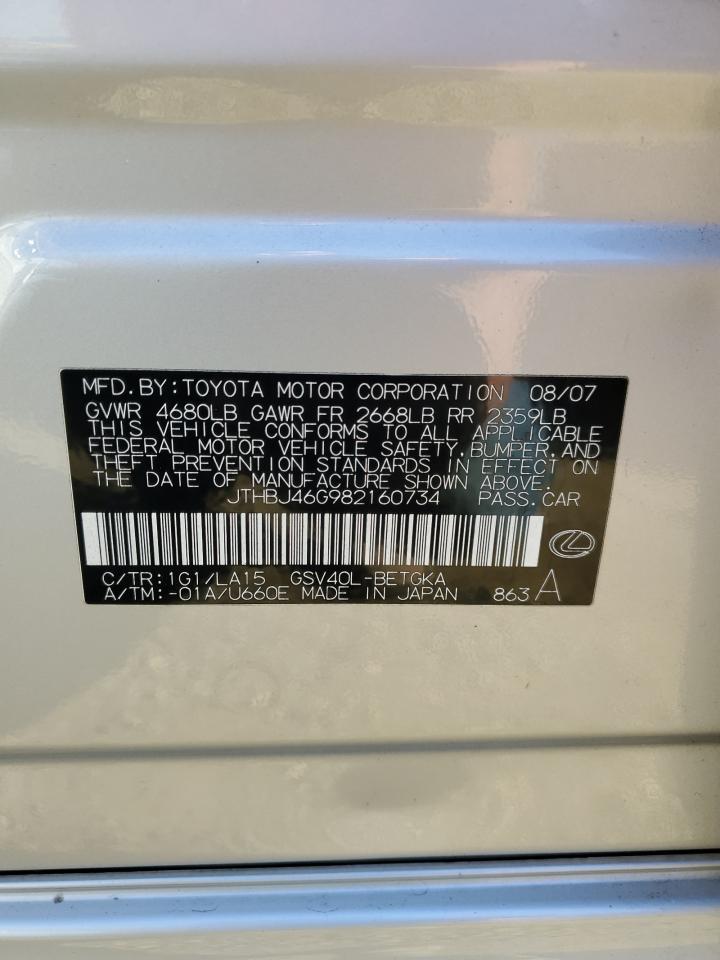 MFD.BY:TOYOTA MOTOR CORPORATION 08/07
GVWR 4680LB GAWR FR 2668LB RR 2359LB
THIS VEHICLE CONFORMS TO ALL APPLICABLE
FEDERAL MOTOR VEHICLE SAFETY,BUMPER,AND
THEFT PREVENTION STANDARDS IN EFFECT ON
THE DATE OF MANUFACTURE SHOWN ABOVE.
JTHBJ46G982160734 PASS.CAR
C/TR:1G1/LA15 GSV40L-BETGKA
A/TM:-01A/U660E MADE IN JAPAN 863 A